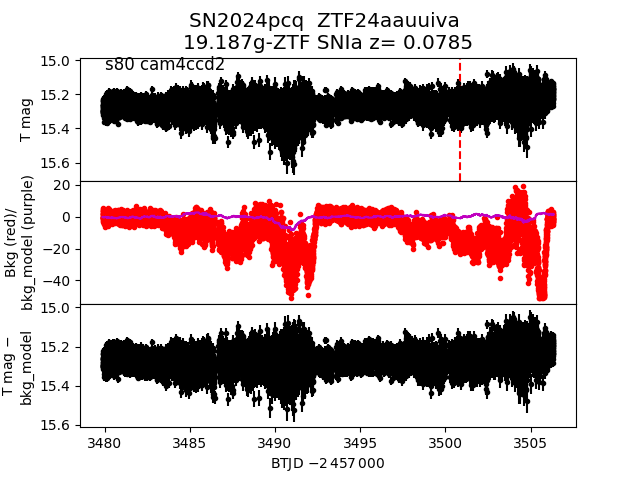 SN2024pcq  ZTF24aauuiva
19.187g-ZTF SNIa z= 0.0785
s80 cam4ccd2
15.0
15.2
15.4
15.6
T mag
20
0
−20
−40
Bkg (red)/
bkg_model (purple)
15.0
15.2
15.4
15.6
T mag −
bkg_model
3480
3485
3490
3495
3500
3505
BTJD −2 457 000